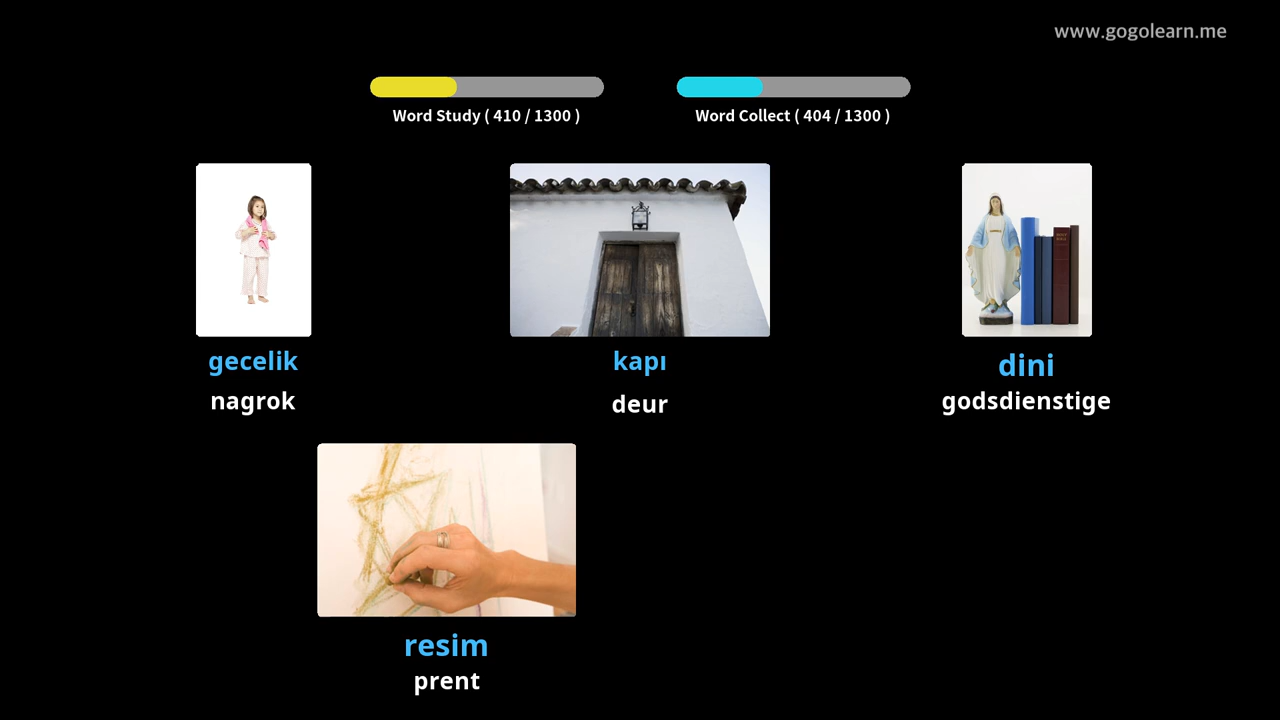 www.gogolearn.me
Word Study ( 410 / 1300 )
Word Collect ( 404 / 1300 )
gecelik
nagrok
kapı
deur
dini
godsdienstige
resim
prent